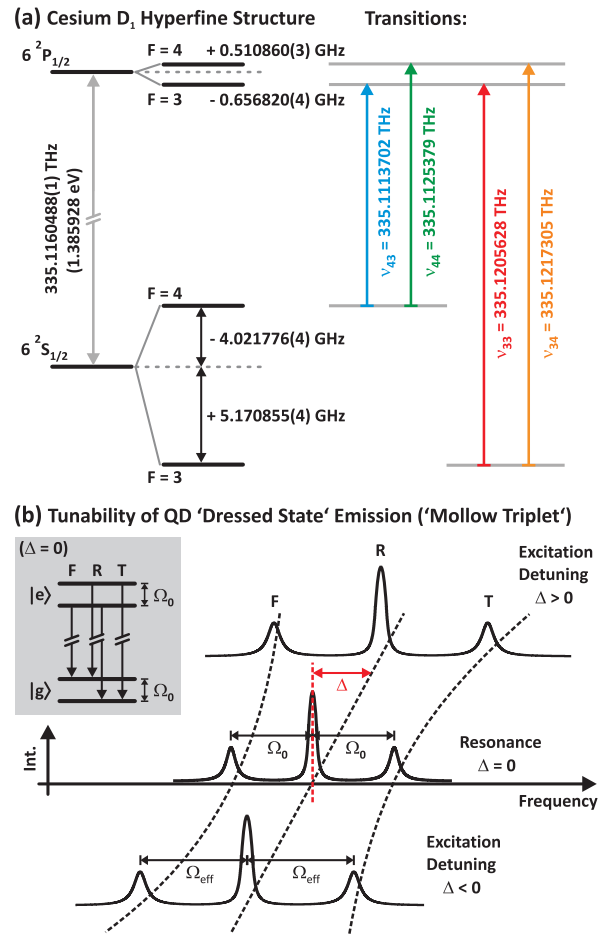 (a) Cesium D₁ Hyperfine Structure
Transitions:
6 ²P₁/₂
F = 4
+ 0.510860(3) GHz
F = 3
- 0.656820(4) GHz
335.1160488(1) THz
(1.385928 eV)
F = 4
- 4.021776(4) GHz
6 ²S₁/₂
+ 5.170855(4) GHz
F = 3
ν₄₃ = 335.1113702 THz
ν₄₄ = 335.1125379 THz
ν₃₃ = 335.1205628 THz
ν₃₄ = 335.1217305 THz
(b) Tunability of QD ‘Dressed State‘ Emission (‘Mollow Triplet‘)
(Δ = 0)
F R T
|e⟩
Ω₀
|g⟩
Ω₀
F
R
T
Excitation
Detuning
Δ > 0
Δ
Ω₀
Ω₀
Resonance
Δ = 0
Int.
Frequency
Ωeff
Ωeff
Excitation
Detuning
Δ < 0